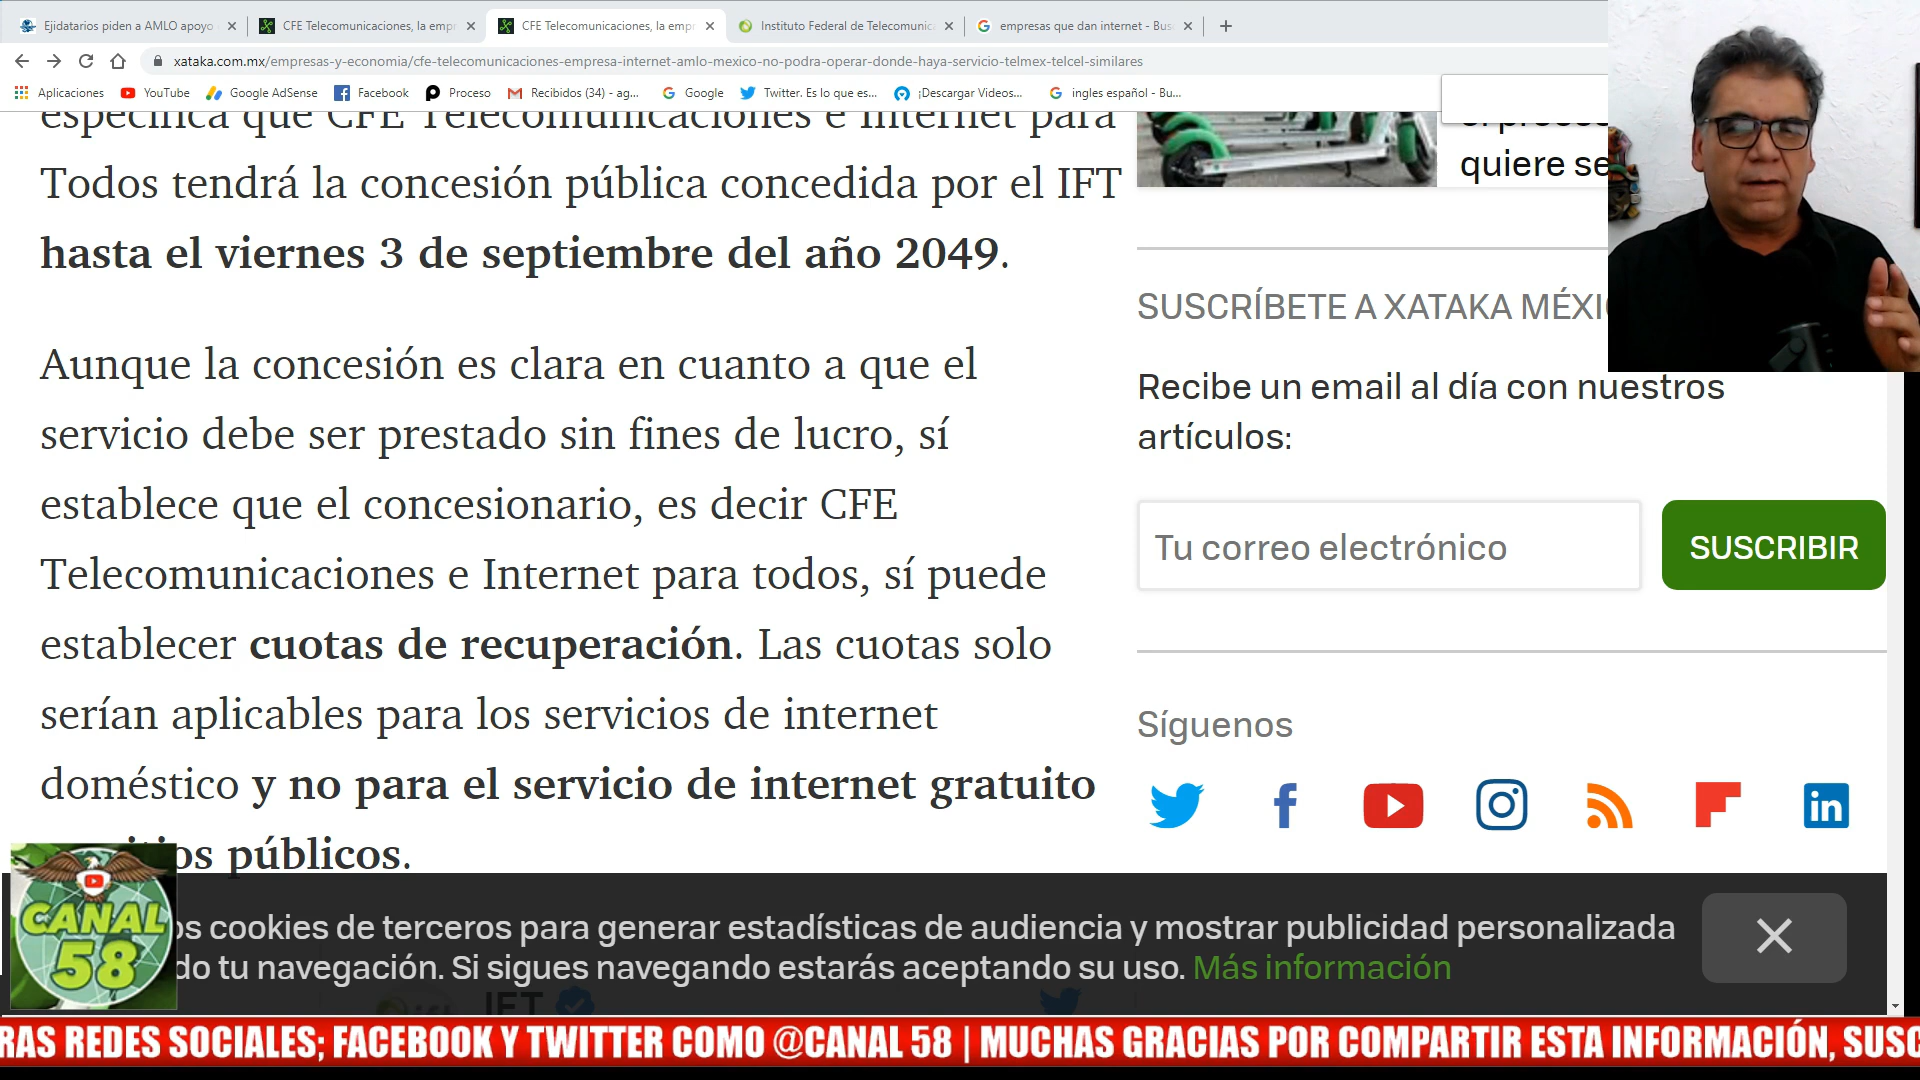 Ejidatarios piden a AMLO apoyo
CFE Telecomunicaciones, la empr
CFE Telecomunicaciones, la empr
Instituto Federal de Telecomunica
empresas que dan internet - Bus
xataka.com.mx/empresas-y-economia/cfe-telecomunicaciones-empresa-internet-amlo-mexico-no-podra-operar-donde-haya-servicio-telmex-telcel-similares
Aplicaciones
YouTube
Google AdSense
Facebook
Proceso
Recibidos (34) - ag...
Google
Twitter. Es lo que es...
¡Descargar Videos...
ingles español - Bu...
especifica que CFE Telecomunicaciones e Internet para
Todos tendrá la concesión pública concedida por el IFT
hasta el viernes 3 de septiembre del año 2049.
Aunque la concesión es clara en cuanto a que el
servicio debe ser prestado sin fines de lucro, sí
establece que el concesionario, es decir CFE
Telecomunicaciones e Internet para todos, sí puede
establecer cuotas de recuperación. Las cuotas solo
serían aplicables para los servicios de internet
doméstico y no para el servicio de internet gratuito
públicos.
quiere se
SUSCRÍBETE A XATAKA MÉXI
Recibe un email al día con nuestros
artículos:
Tu correo electrónico
SUSCRIBIR
Síguenos
os cookies de terceros para generar estadísticas de audiencia y mostrar publicidad personalizada
do tu navegación. Si sigues navegando estarás aceptando su uso. Más información
IFT
CANAL
58
RAS REDES SOCIALES; FACEBOOK Y TWITTER COMO @CANAL 58 | MUCHAS GRACIAS POR COMPARTIR ESTA INFORMACIÓN, SUSC